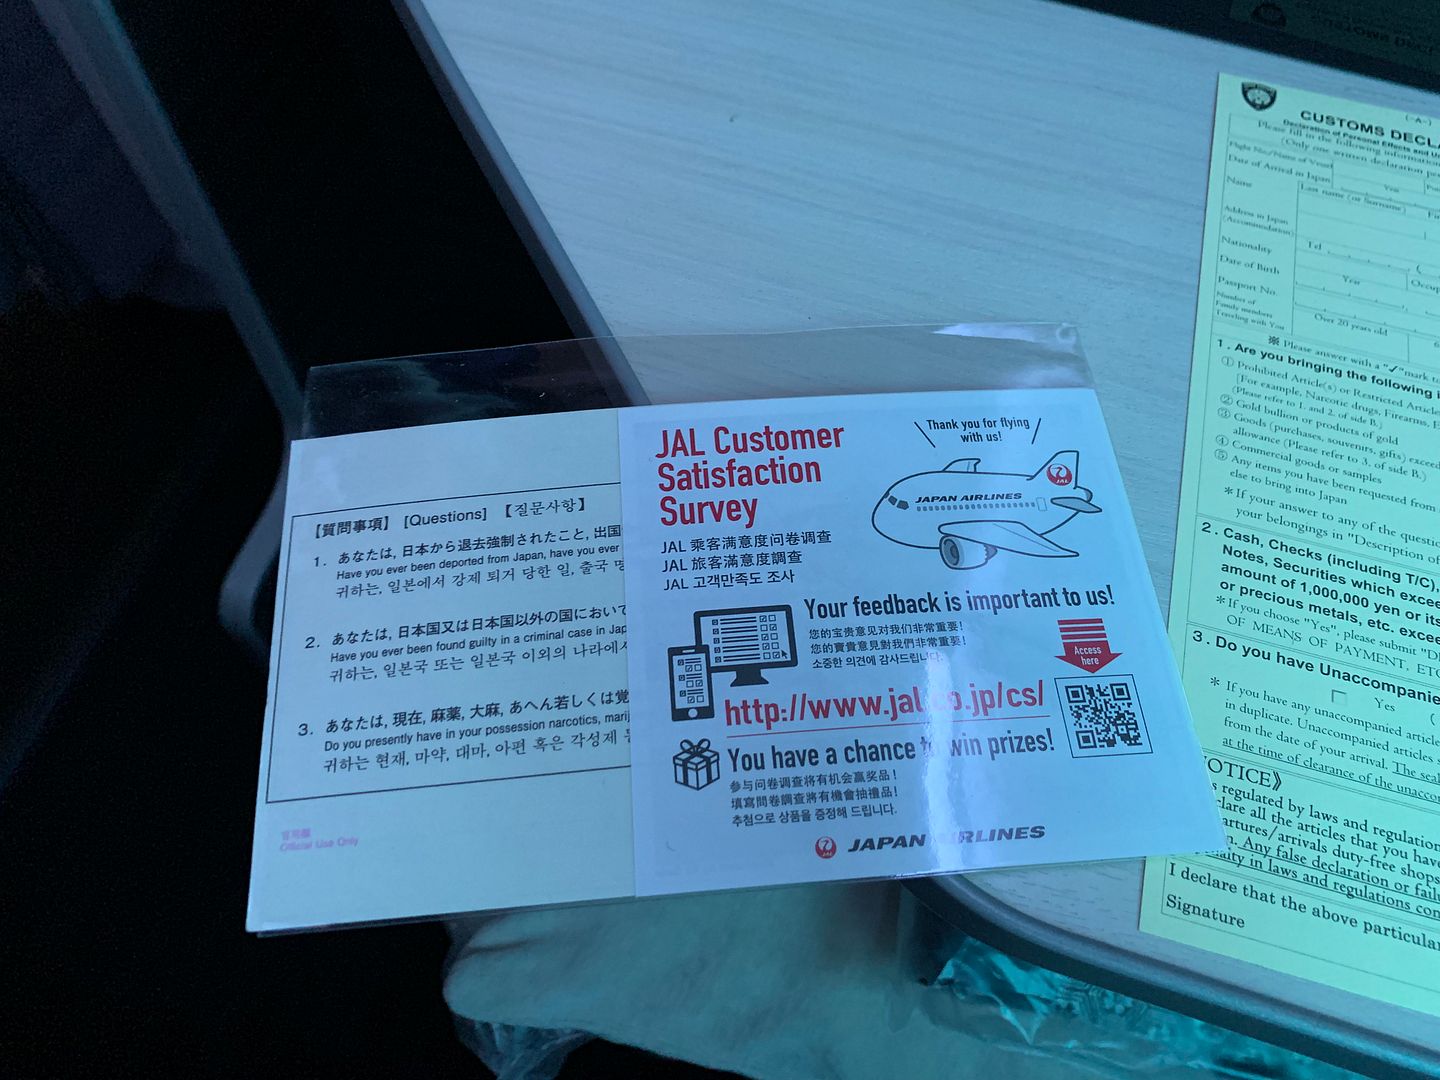 【質問事項】 [Questions] 【질문사항】
1. あなたは, 日本から退去強制されたこと, 出国
Have you ever been deported from Japan, have you ever
귀하는, 일본에서 강제 퇴거 당한 일, 출국 명
2. あなたは, 日本国又は日本国以外の国において
Have you ever been found guilty in a criminal case in Jap
귀하는, 일본국 또는 일본국 이외의 나라에서
3. あなたは, 現在, 麻薬, 大麻, あへん若しくは覚
Do you presently have in your possession narcotics, marij
귀하는 현재, 마약, 대마, 아편 혹은 각성제
官用欄
Official Use Only
JAL Customer
Satisfaction
Survey
JAL 乘客满意度问卷调查
JAL 旅客滿意度調查
JAL 고객만족도 조사
Thank you for flying
with us!
JAL
JAPAN AIRLINES
Your feedback is important to us!
您的宝贵意见对我们非常重要!
您的寶貴意見對我們非常重要!
소중한 의견에 감사드립니다.
Access
here
http://www.jal.co.jp/cs/
You have a chance to win prizes!
参与问卷调查将有机会赢奖品!
填寫問卷調查將有機會抽禮品!
추첨으로 상품을 증정해 드립니다.
JAL JAPAN AIRLINES
(-A-)
CUSTOMS DECLA
Declaration of Personal Effects and Un
Please fill in the following information
(Only one written declaration pe
Flight No./Name of Vessel
Date of Arrival in Japan
Year
Name
Last name (or Surname)
Address in Japan
(Accommodation)
Tel
Nationality
Date of Birth
Year
Occup
Passport No.
Number of
Family members
Traveling with You
Over 20 years old
※ Please answer with a "✓" mark
1. Are you bringing the following i
① Prohibited Article(s) or Restricted Article
[For example, Narcotic drugs, Firearms, E
(Please refer to 1. and 2. of side B.)
② Gold bullion or products of gold
③ Goods (purchases, souvenirs, gifts) exceed
allowance (Please refer to 3. of side B.)
④ Commercial goods or samples
⑤ Any items you have been requested from
else to bring into Japan
*If your answer to any of the questio
your belongings in "Description of
2. Cash, Checks (including T/C),
Notes, Securities which excee
amount of 1,000,000 yen or its
or precious metals, etc. excee
*If you choose "Yes", please submit "D
OF MEANS OF PAYMENT, ETC
3. Do you have Unaccompanie
Yes
* If you have any unaccompanied article
in duplicate. Unaccompanied articles
from the date of your arrival. The seal
at the time of clearance of the unaccor
NOTICE》
s regulated by laws and regulation
clare all the articles that you have
artures/arrivals duty-free shops
n. Any false declaration or failu
alty in laws and regulations con
I declare that the above particular
Signature